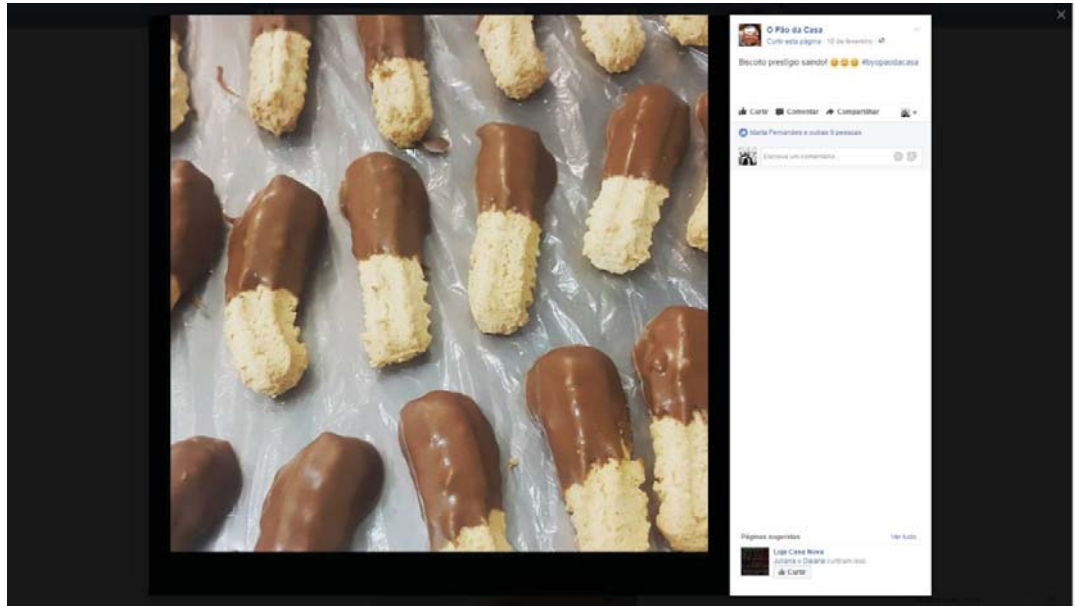 O Pão da Casa
Curtir esta página · 10 de fevereiro ·
Biscoito prestígio saindo! #byopaodacasa
Curtir Comentar Compartilhar
Maria Fernandes e outras 9 pessoas
Escreva um comentário...
Páginas sugeridas Ver tudo
Loja Casa Nova
Juliana e Daiane curtiram isso.
Curtir